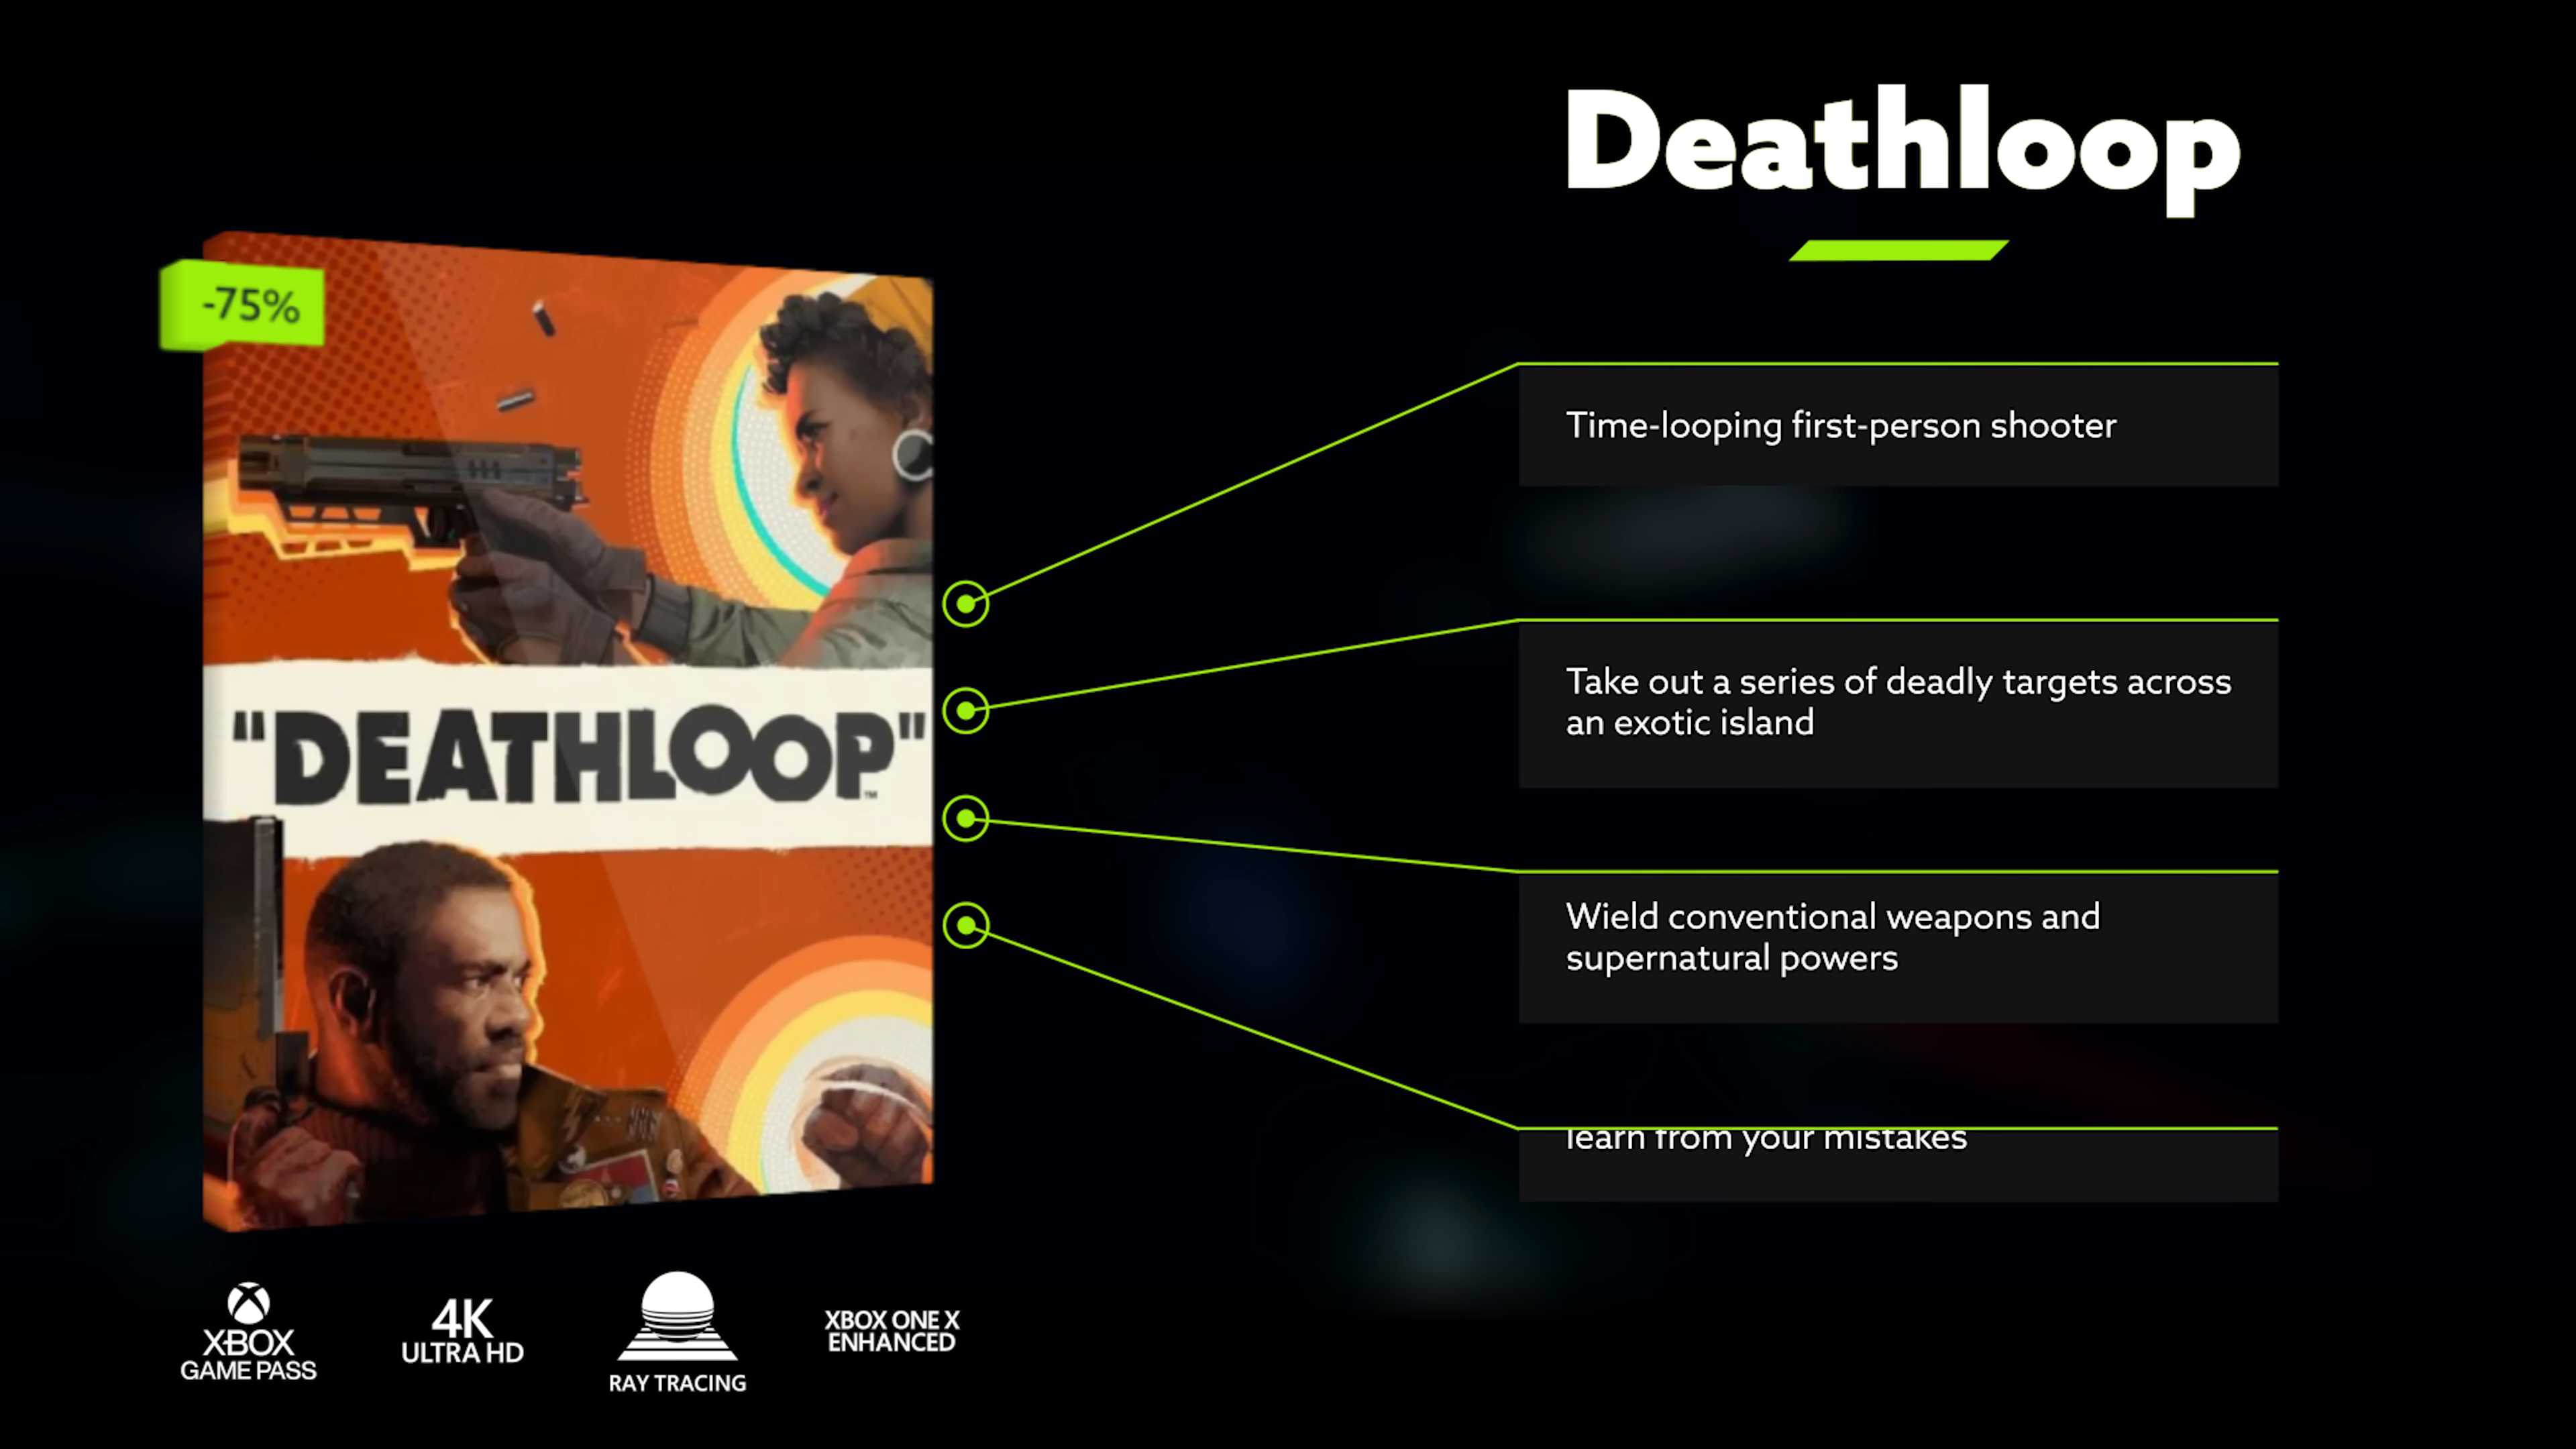 Deathloop
-75%
"DEATHLOOP"
TM
Time-looping first-person shooter
Take out a series of deadly targets across
an exotic island
Wield conventional weapons and
supernatural powers
learn from your mistakes
XBOX
GAME PASS
4K
ULTRA HD
RAY TRACING
XBOX ONE X
ENHANCED